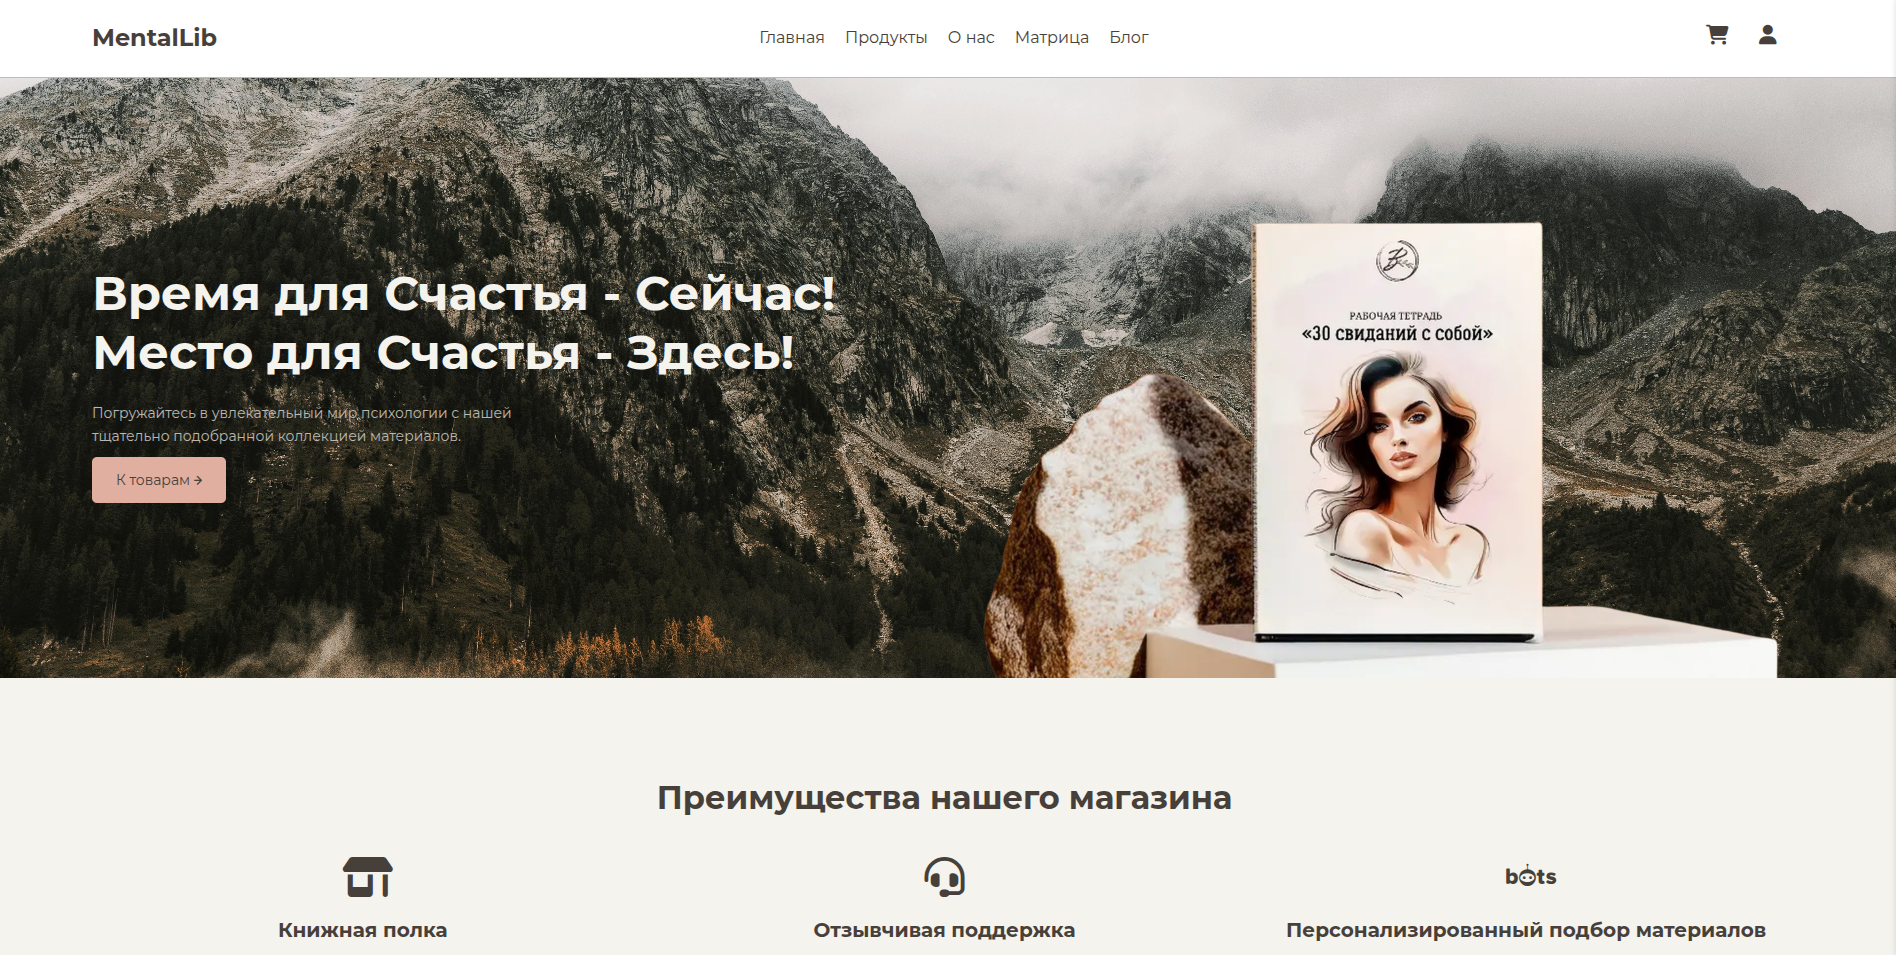 MentalLib
Главная Продукты О нас Матрица Блог
Время для Счастья - Сейчас!
Место для Счастья - Здесь!
Погружайтесь в увлекательный мир психологии с нашей
тщательно подобранной коллекцией материалов.
К товарам →
РАБОЧАЯ ТЕТРАДЬ
«30 свиданий с собой»
Преимущества нашего магазина
bots
Книжная полка
Отзывчивая поддержка
Персонализированный подбор материалов